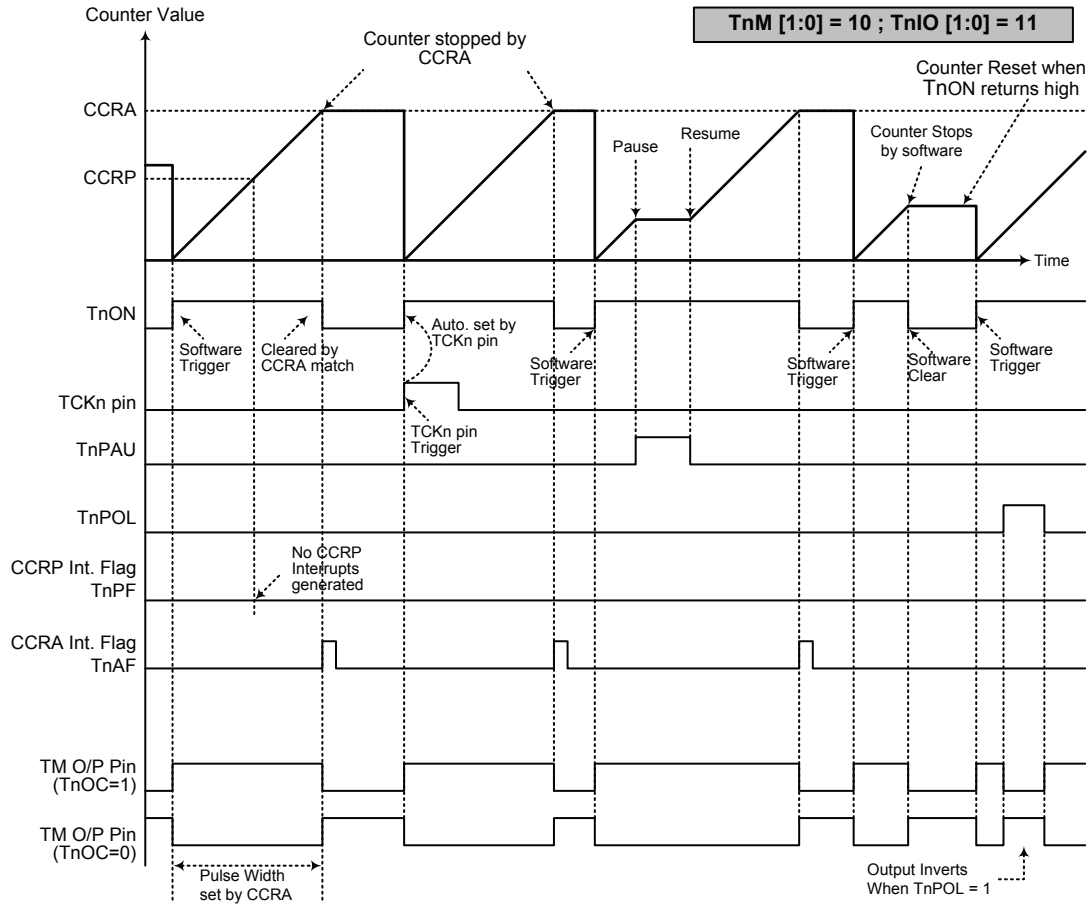 Counter Value
TnM [1:0] = 10 ; TnIO [1:0] = 11
Counter stopped by
CCRA
Counter Reset when
TnON returns high
CCRA
CCRP
Pause
Resume
Counter Stops
by software
Time
TnON
Software
Trigger
Cleared by
CCRA match
Auto. set by
TCKn pin
Software
Trigger
Software
Trigger
Software
Clear
Software
Trigger
TCKn pin
TCKn pin
Trigger
TnPAU
TnPOL
CCRP Int. Flag
TnPF
No CCRP
Interrupts
generated
CCRA Int. Flag
TnAF
TM O/P Pin
(TnOC=1)
TM O/P Pin
(TnOC=0)
Pulse Width
set by CCRA
Output Inverts
When TnPOL = 1